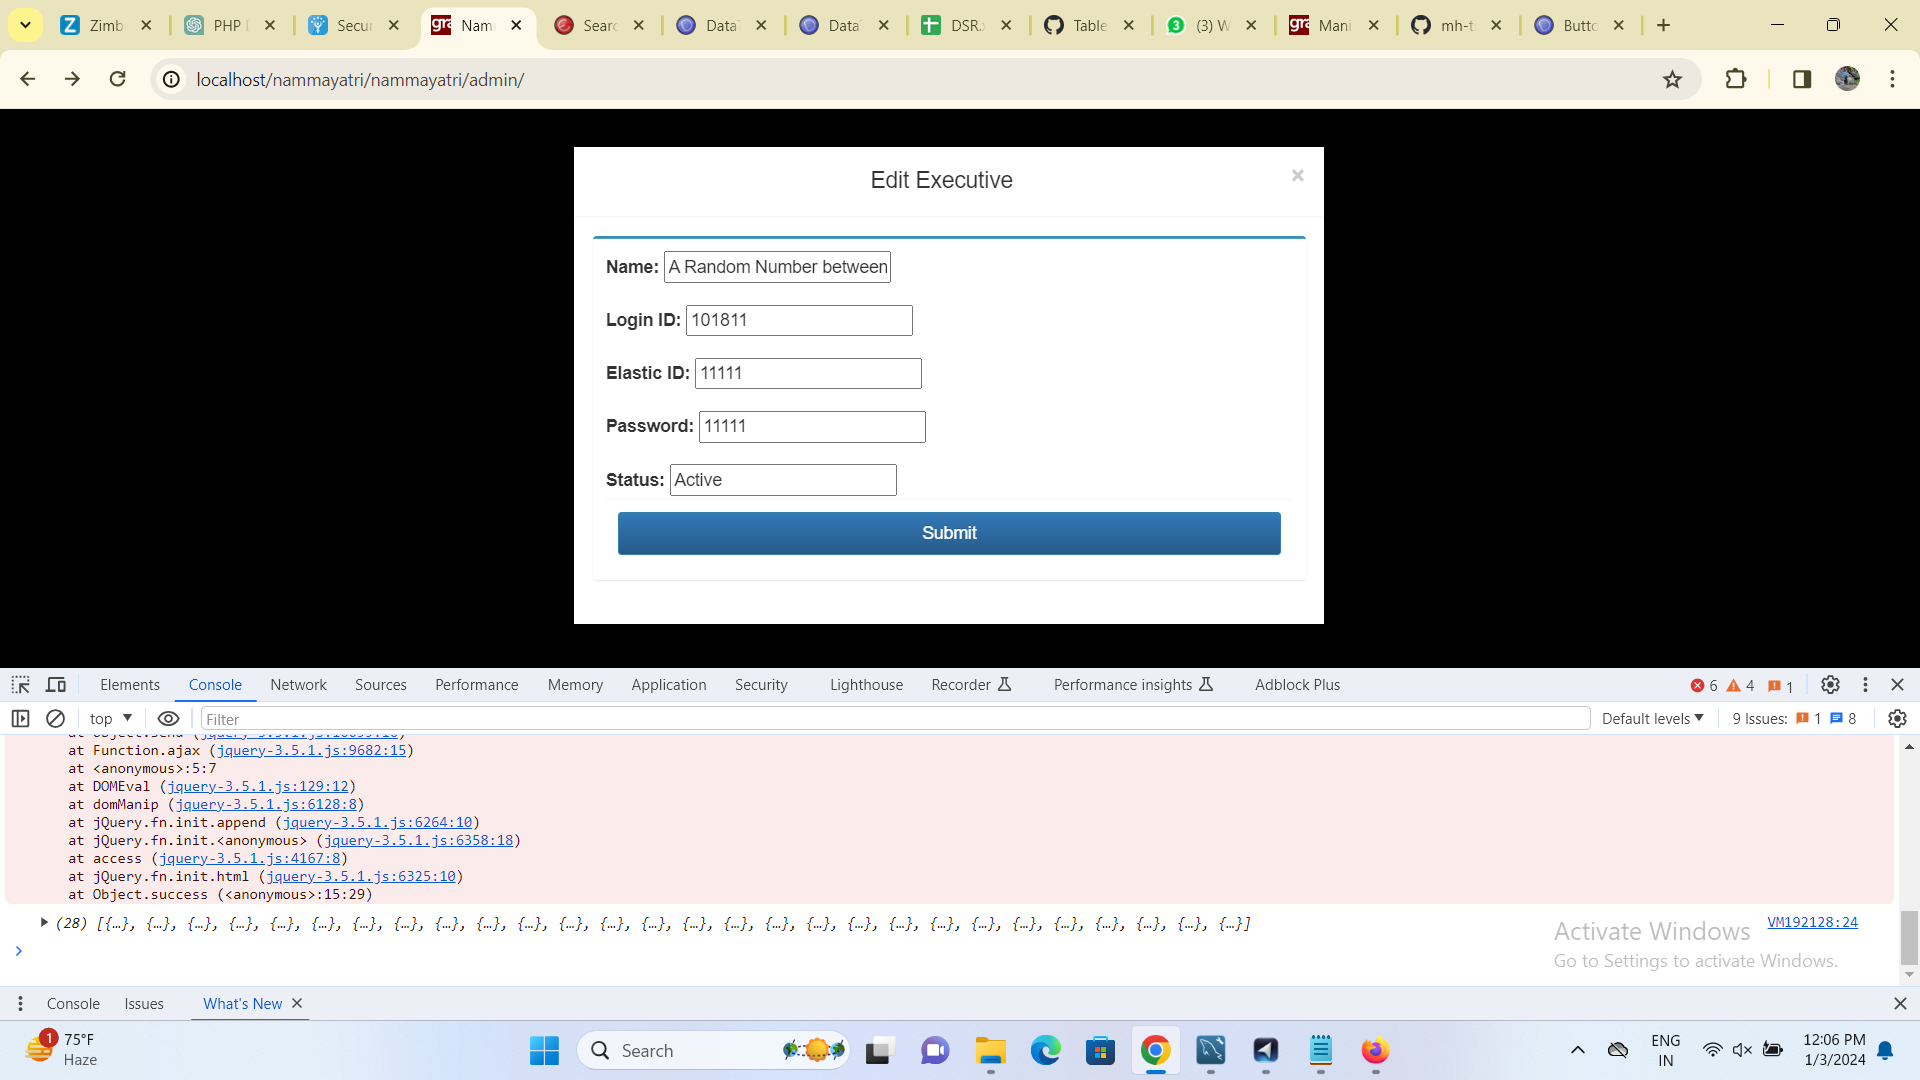 Zimb
PHP
Secur
Nam
Searc
Data
Data
DSR.
Table
(3) W
Mani
mh-t
Butto
localhost/nammayatri/nammayatri/admin/
Edit Executive
×
Name: A Random Number between
Login ID: 101811
Elastic ID: 11111
Password: 11111
Status: Active
Submit
Elements Console Network Sources Performance Memory Application Security Lighthouse Recorder Performance insights Adblock Plus 6 4 1
top Filter Default levels 9 Issues: 1 8
at Function.ajax (jquery-3.5.1.js:9682:15)
at <anonymous>:5:7
at DOMEval (jquery-3.5.1.js:129:12)
at domManip (jquery-3.5.1.js:6128:8)
at jQuery.fn.init.append (jquery-3.5.1.js:6264:10)
at jQuery.fn.init.<anonymous> (jquery-3.5.1.js:6358:18)
at access (jquery-3.5.1.js:4167:8)
at jQuery.fn.init.html (jquery-3.5.1.js:6325:10)
at Object.success (<anonymous>:15:29)
(28) [{…}, {…}, {…}, {…}, {…}, {…}, {…}, {…}, {…}, {…}, {…}, {…}, {…}, {…}, {…}, {…}, {…}, {…}, {…}, {…}, {…}, {…}, {…}, {…}, {…}, {…}, {…}, {…}] VM192128:24
Activate Windows
Go to Settings to activate Windows.
Console Issues What's New
1
75°F
Haze
Search
ENG
IN
12:06 PM
1/3/2024